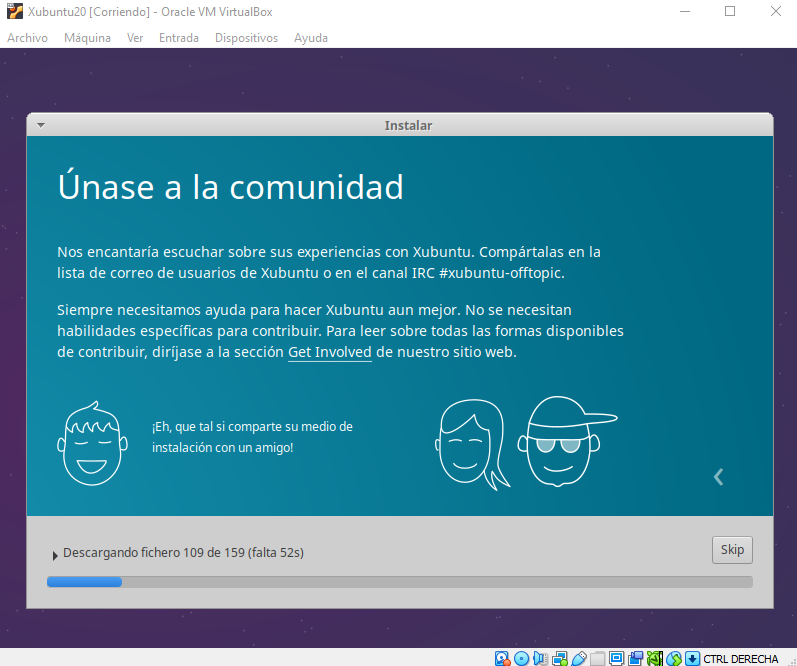 Xubuntu20 [Corriendo] - Oracle VM VirtualBox
Archivo Máquina Ver Entrada Dispositivos Ayuda
Instalar
Únase a la comunidad
Nos encantaría escuchar sobre sus experiencias con Xubuntu. Compártalas en la
lista de correo de usuarios de Xubuntu o en el canal IRC #xubuntu-offtopic.
Siempre necesitamos ayuda para hacer Xubuntu aun mejor. No se necesitan
habilidades específicas para contribuir. Para leer sobre todas las formas disponibles
de contribuir, diríjase a la sección Get Involved de nuestro sitio web.
¡Eh, que tal si comparte su medio de
instalación con un amigo!
Descargando fichero 109 de 159 (falta 52s)
Skip
CTRL DERECHA